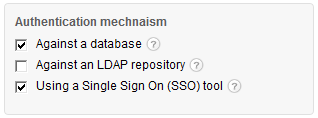 Authentication mechnaism
Against a database ?
Against an LDAP repository ?
Using a Single Sign On (SSO) tool ?